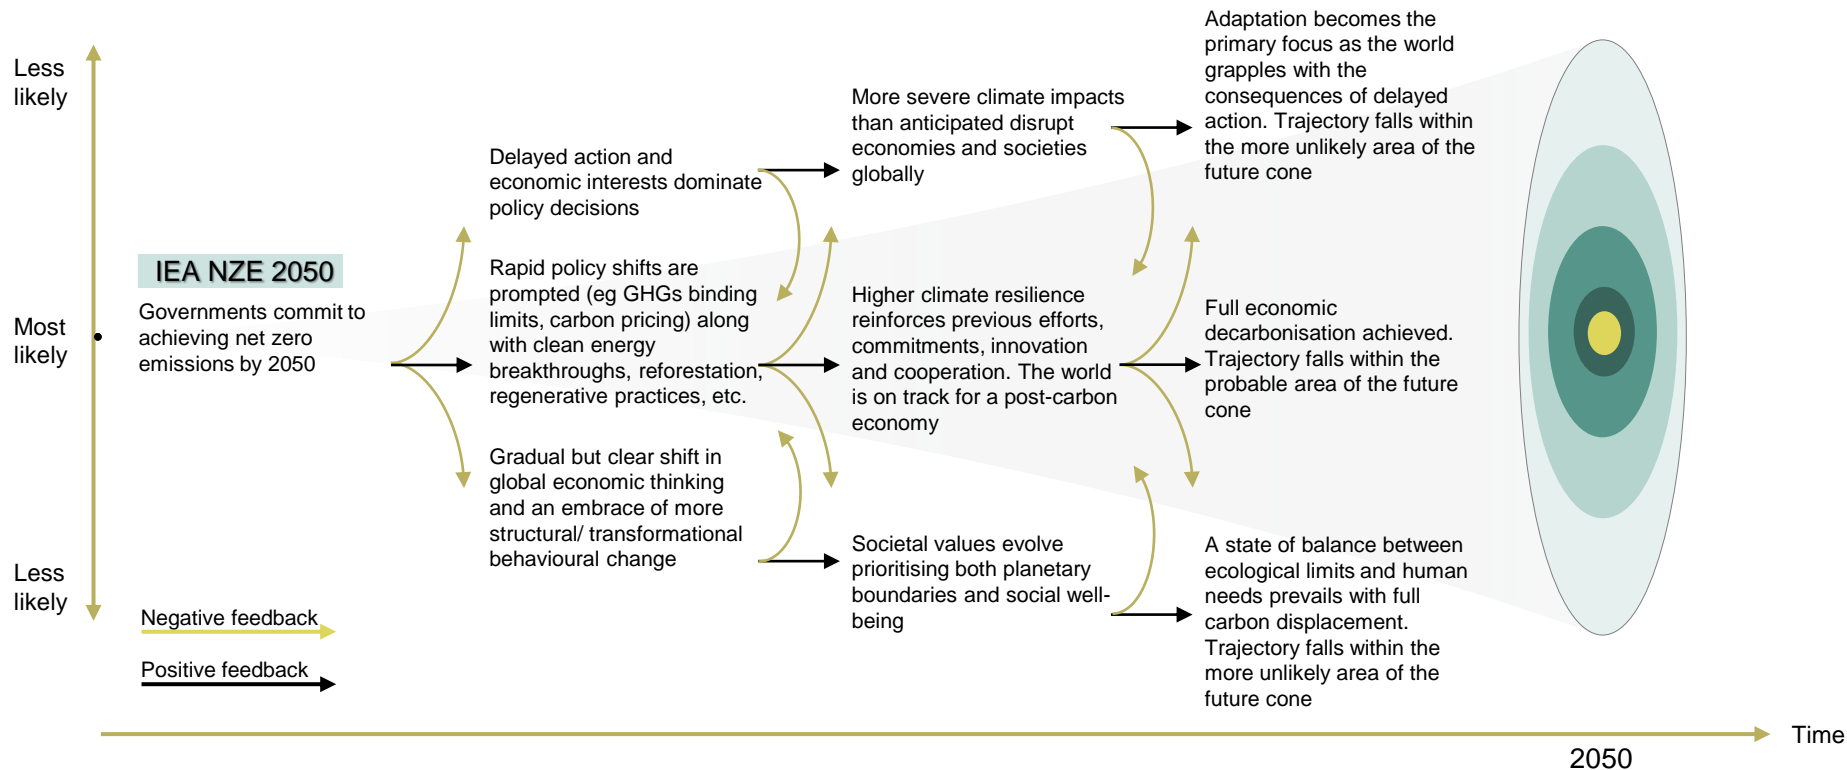 Less
likely
Most
likely
Less
likely
IEA NZE 2050
Governments commit to
achieving net zero
emissions by 2050
Negative feedback
Positive feedback
Delayed action and
economic interests dominate
policy decisions
Rapid policy shifts are
prompted (eg GHGs binding
limits, carbon pricing) along
with clean energy
breakthroughs, reforestation,
regenerative practices, etc.
Gradual but clear shift in
global economic thinking
and an embrace of more
structural/ transformational
behavioural change
More severe climate impacts
than anticipated disrupt
economies and societies
globally
Higher climate resilience
reinforces previous efforts,
commitments, innovation
and cooperation. The world
is on track for a post-carbon
economy
Societal values evolve
prioritising both planetary
boundaries and social well-
being
Adaptation becomes the
primary focus as the world
grapples with the
consequences of delayed
action. Trajectory falls within
the more unlikely area of the
future cone
Full economic
decarbonisation achieved.
Trajectory falls within the
probable area of the future
cone
A state of balance between
ecological limits and human
needs prevails with full
carbon displacement.
Trajectory falls within the
more unlikely area of the
future cone
Time
2050